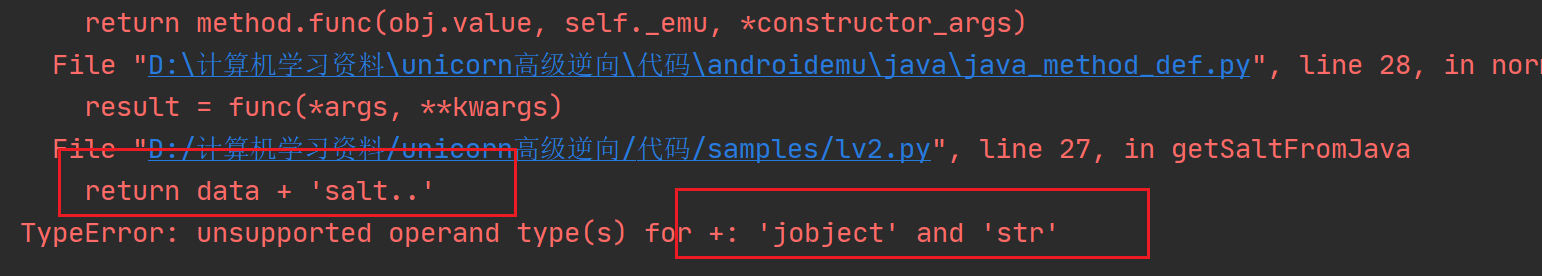 return method.func(obj.value, self._emu, *constructor_args)
File "D:\计算机学习资料\unicorn高级逆向\代码\androidemu\java\java_method_def.py", line 28, in nor
result = func(*args, **kwargs)
File "D:/计算机学习资料/unicorn高级逆向/代码/samples/lv2.py", line 27, in getSaltFromJava
return data + 'salt..'
TypeError: unsupported operand type(s) for +: 'jobject' and 'str'